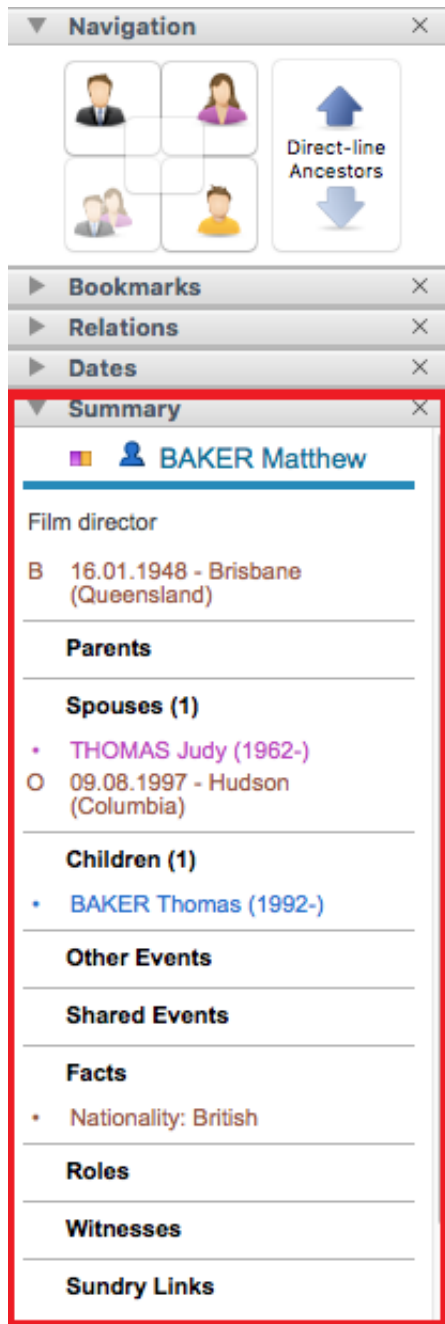 Navigation
Direct-line
Ancestors
Bookmarks
Relations
Dates
Summary
BAKER Matthew
Film director
B 16.01.1948 - Brisbane
(Queensland)
Parents
Spouses (1)
• THOMAS Judy (1962-)
O 09.08.1997 - Hudson
(Columbia)
Children (1)
• BAKER Thomas (1992-)
Other Events
Shared Events
Facts
• Nationality: British
Roles
Witnesses
Sundry Links